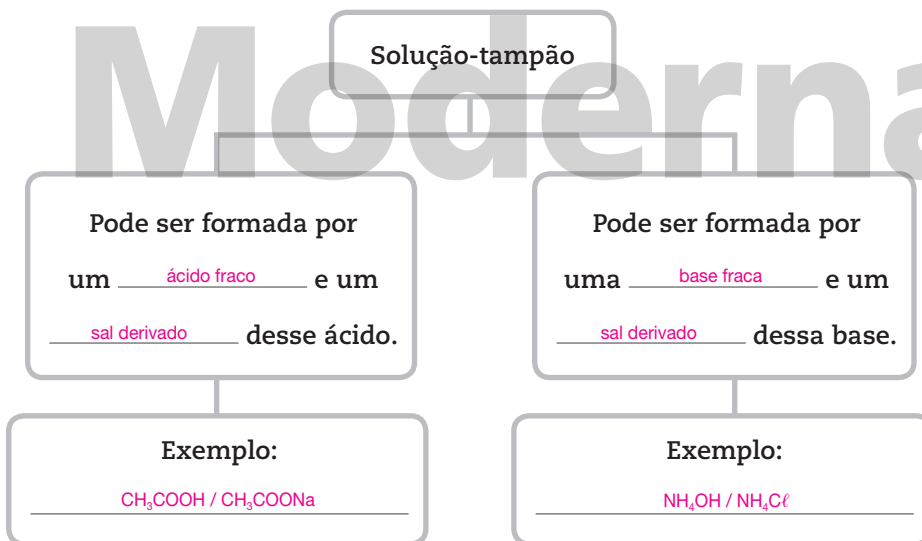 Moderna
Solução-tampão
Pode ser formada por
um ácido fraco e um
sal derivado desse ácido.
Pode ser formada por
uma base fraca e um
sal derivado dessa base.
Exemplo:
CH₃COOH / CH₃COONa
Exemplo:
NH₄OH / NH₄Cℓ